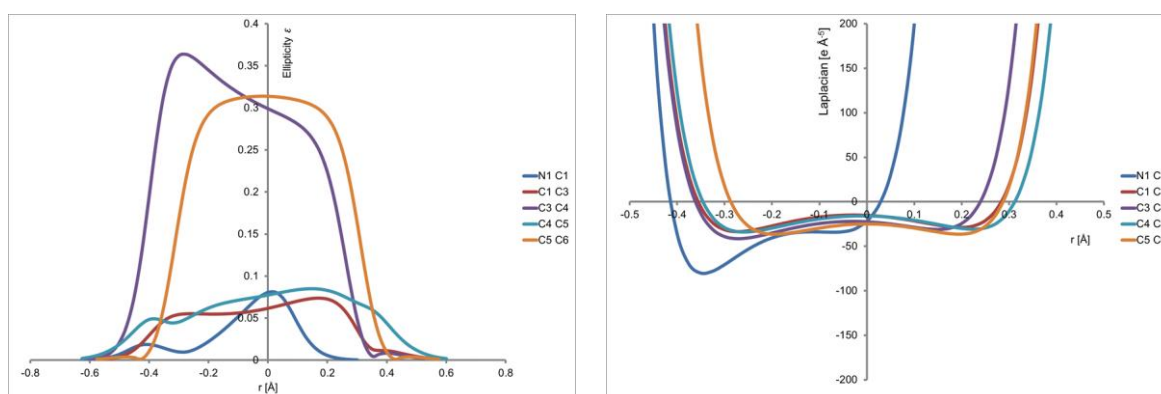 0.4
0.35
0.3
0.25
0.2
0.15
0.1
0.05
0
Ellipticity ε
-0.8 -0.6 -0.4 -0.2 0 0.2 0.4 0.6 0.8
r [Å]
N1 C1
C1 C3
C3 C4
C4 C5
C5 C6
200
150
100
50
0
-50
-100
-150
-200
Laplacian [e Å-5]
-0.5 -0.4 -0.3 -0.2 -0.1 0 0.1 0.2 0.3 0.4 0.5
r [Å]
N1 C
C1 C
C3 C
C4 C
C5 C